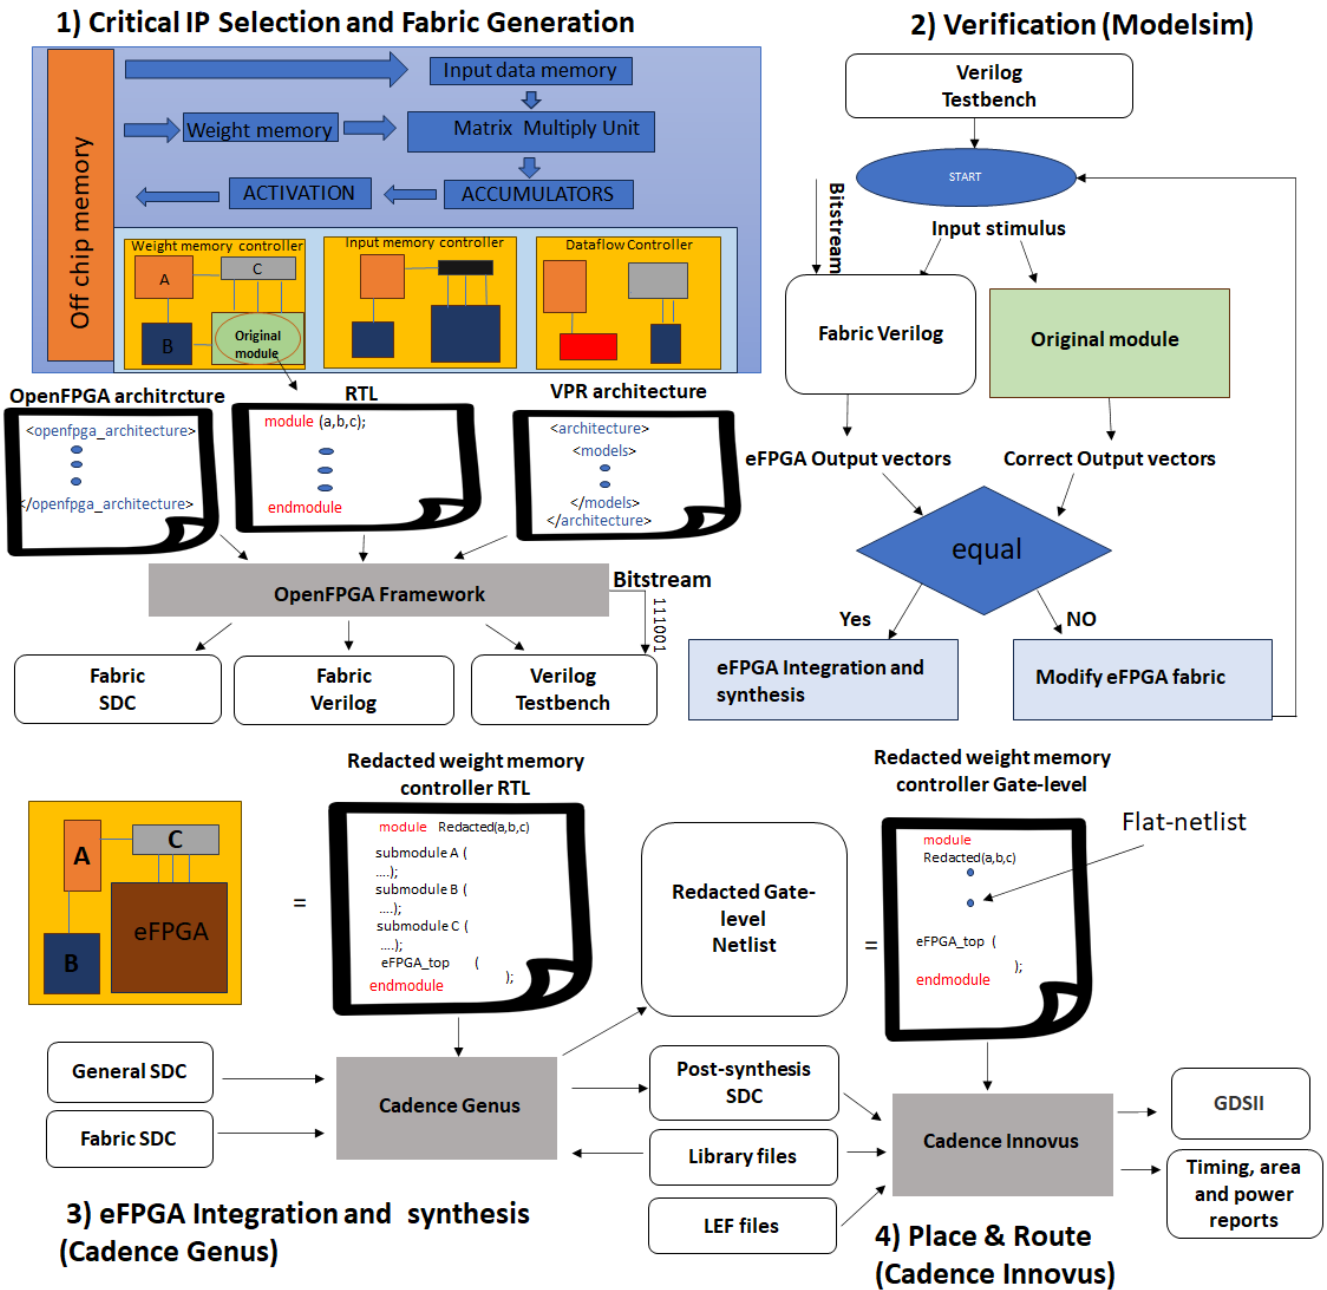 1) Critical IP Selection and Fabric Generation
Off chip memory
Input data memory
Weight memory
Matrix Multiply Unit
ACTIVATION
ACCUMULATORS
Weight memory controller
A
C
B
Original
module
Input memory controller
Dataflow Controller
OpenFPGA architrcture
<openfpga_architecture>
</openfpga_architecture>
RTL
module (a,b,c);
endmodule
VPR architecture
<architecture>
<models>
</models>
</architecture>
OpenFPGA Framework
Bitstream
111001
Fabric
SDC
Fabric
Verilog
Verilog
Testbench
2) Verification (Modelsim)
Verilog
Testbench
START
Bitstream
Input stimulus
Fabric Verilog
Original module
eFPGA Output vectors
Correct Output vectors
equal
Yes
NO
eFPGA Integration and
synthesis
Modify eFPGA fabric
A
C
B
eFPGA
=
Redacted weight memory
controller RTL
module Redacted(a,b,c)
submodule A (
....);
submodule B (
....);
submodule C (
....);
eFPGA_top (
);
endmodule
General SDC
Fabric SDC
Cadence Genus
Redacted Gate-
level
Netlist
=
Post-synthesis
SDC
Library files
LEF files
3) eFPGA Integration and synthesis
(Cadence Genus)
Redacted weight memory
controller Gate-level
Flat-netlist
module
Redacted(a,b,c)
eFPGA_top (
);
endmodule
Cadence Innovus
GDSII
Timing, area
and power
reports
4) Place & Route
(Cadence Innovus)